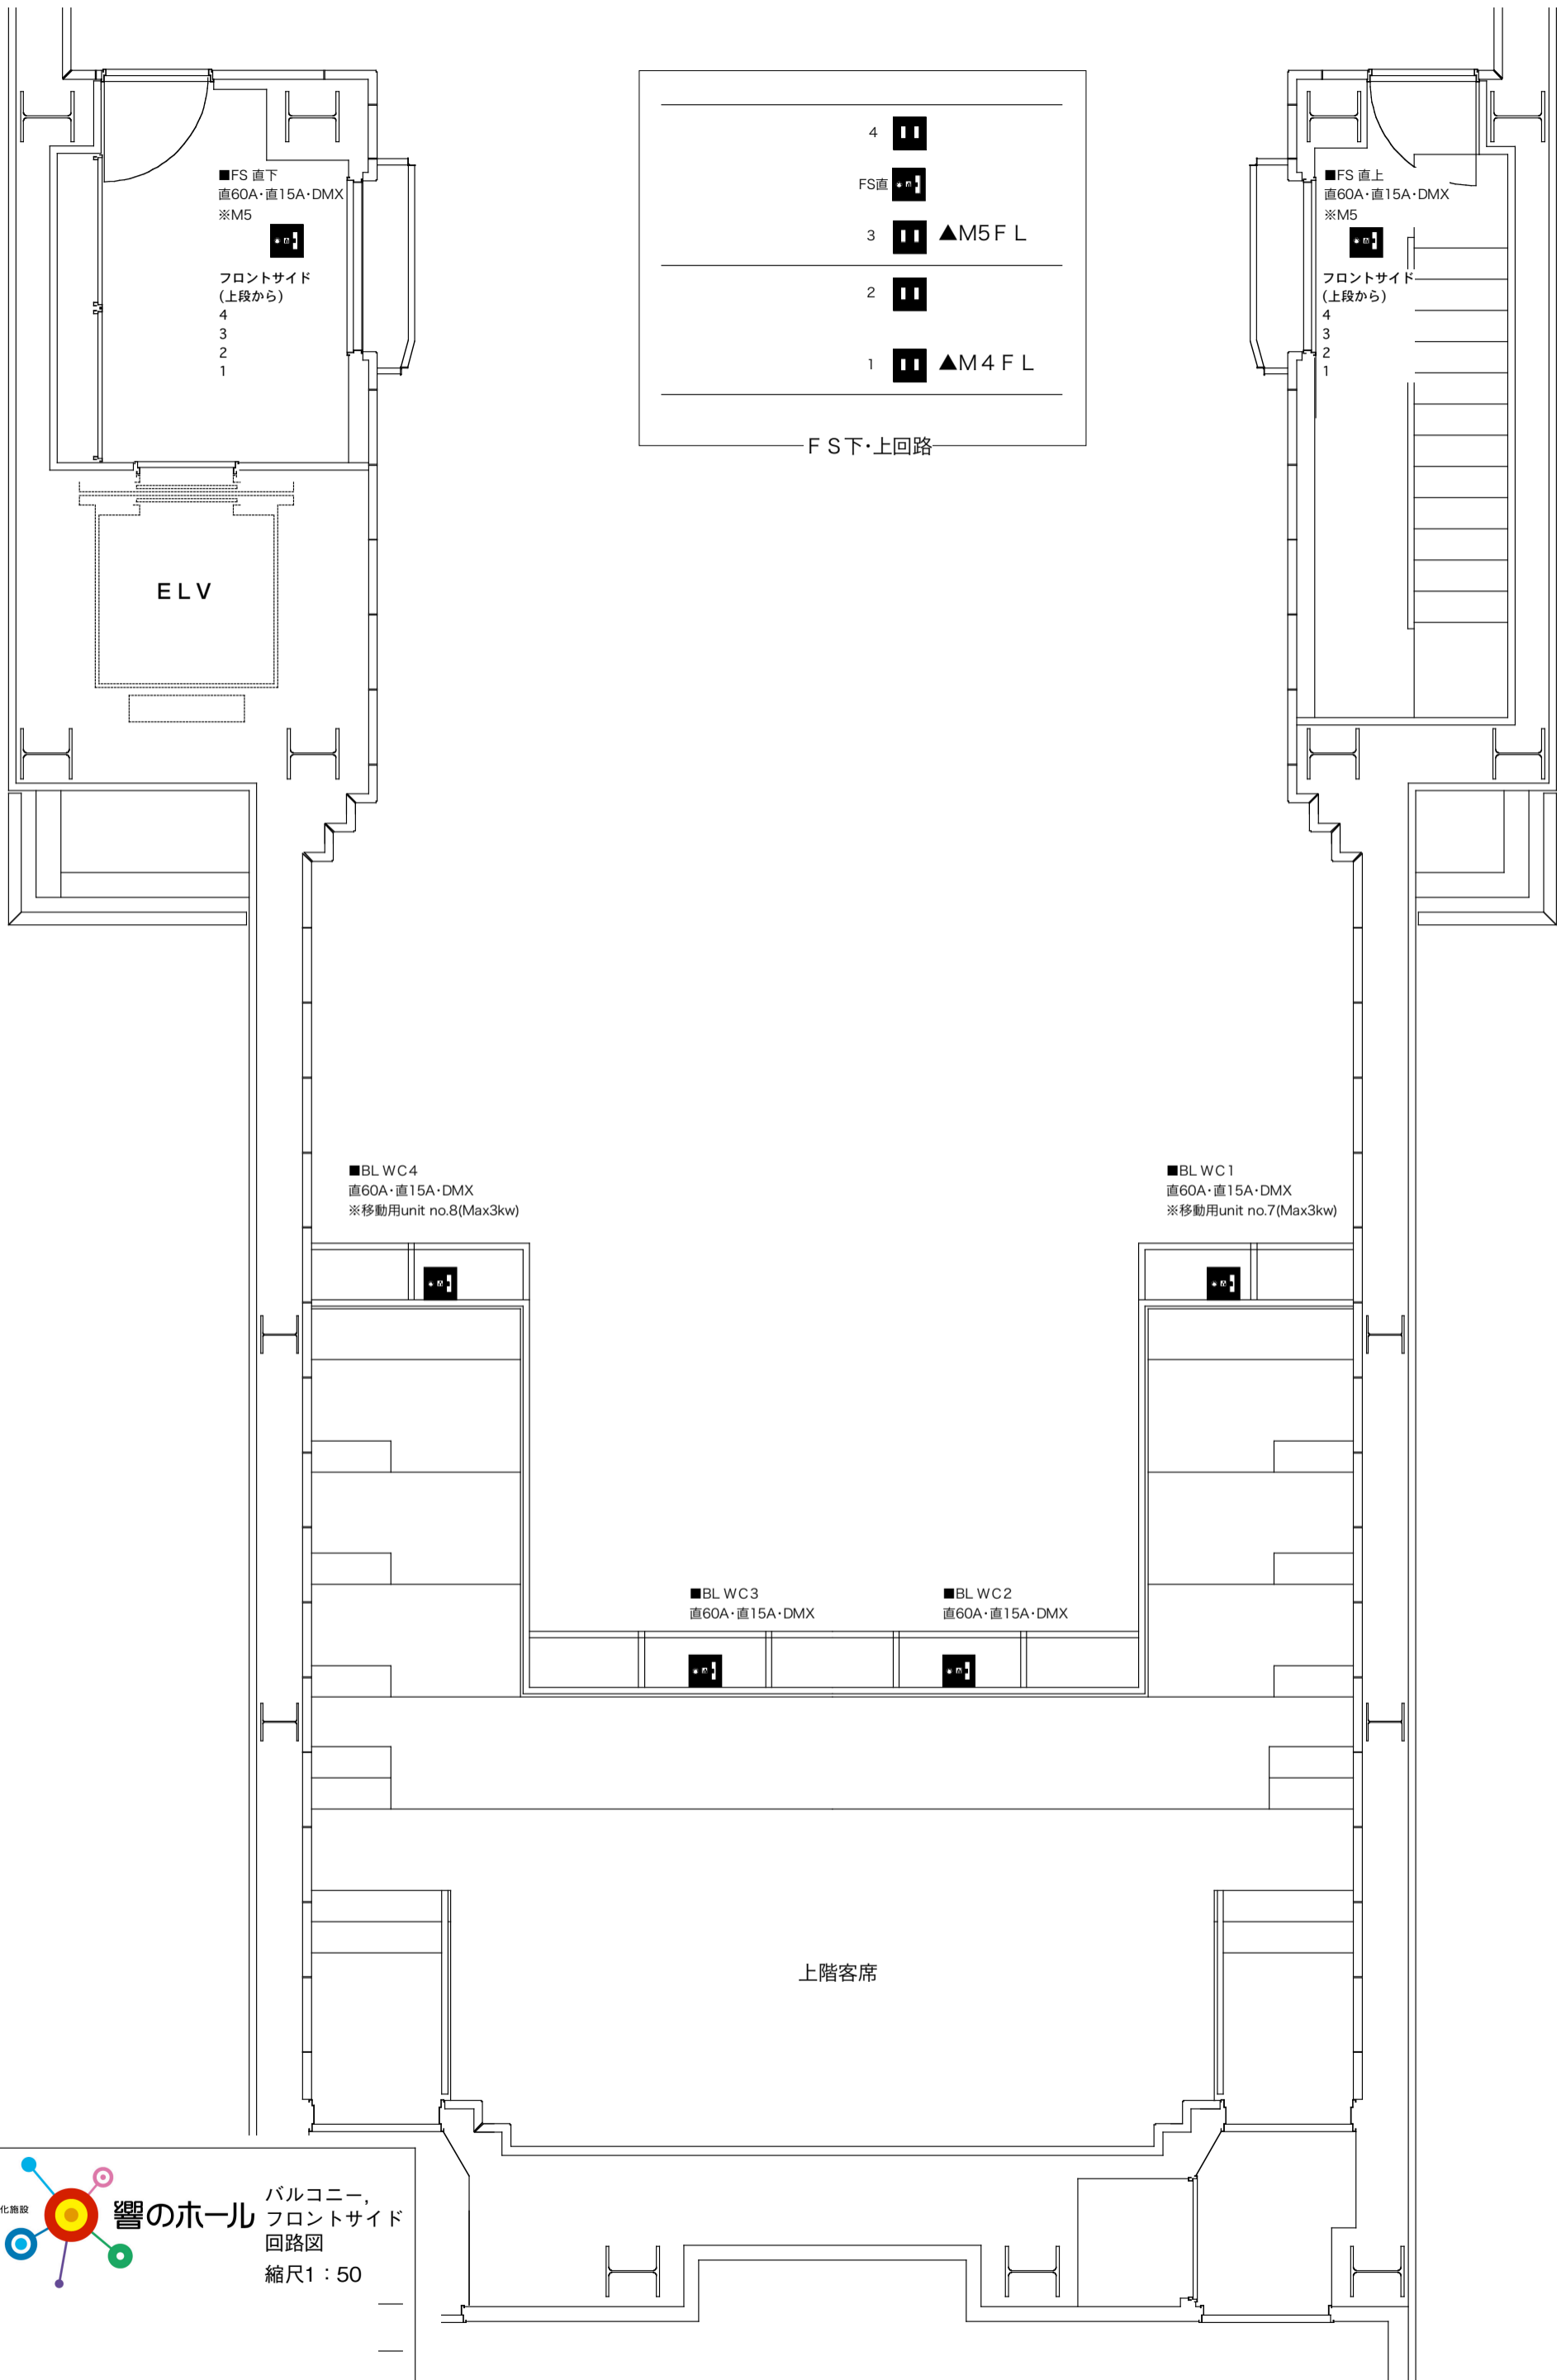 ■FS 直下
直60A・直15A・DMX
※M5
フロントサイド
(上段から)
4
3
2
1
4
FS直
3 ▲M5ＦＬ
2
1 ▲M４ＦＬ
ＦＳ下・上回路
■FS 直上
直60A・直15A・DMX
※M5
フロントサイド
(上段から)
4
3
2
1
ＥＬＶ
■BL WC4
直60A・直15A・DMX
※移動用unit no.8(Max3kw)
■BL WC1
直60A・直15A・DMX
※移動用unit no.7(Max3kw)
■BL WC3
直60A・直15A・DMX
■BL WC2
直60A・直15A・DMX
上階客席
化施設
響のホール
バルコニー,
フロントサイド
回路図
縮尺1：50